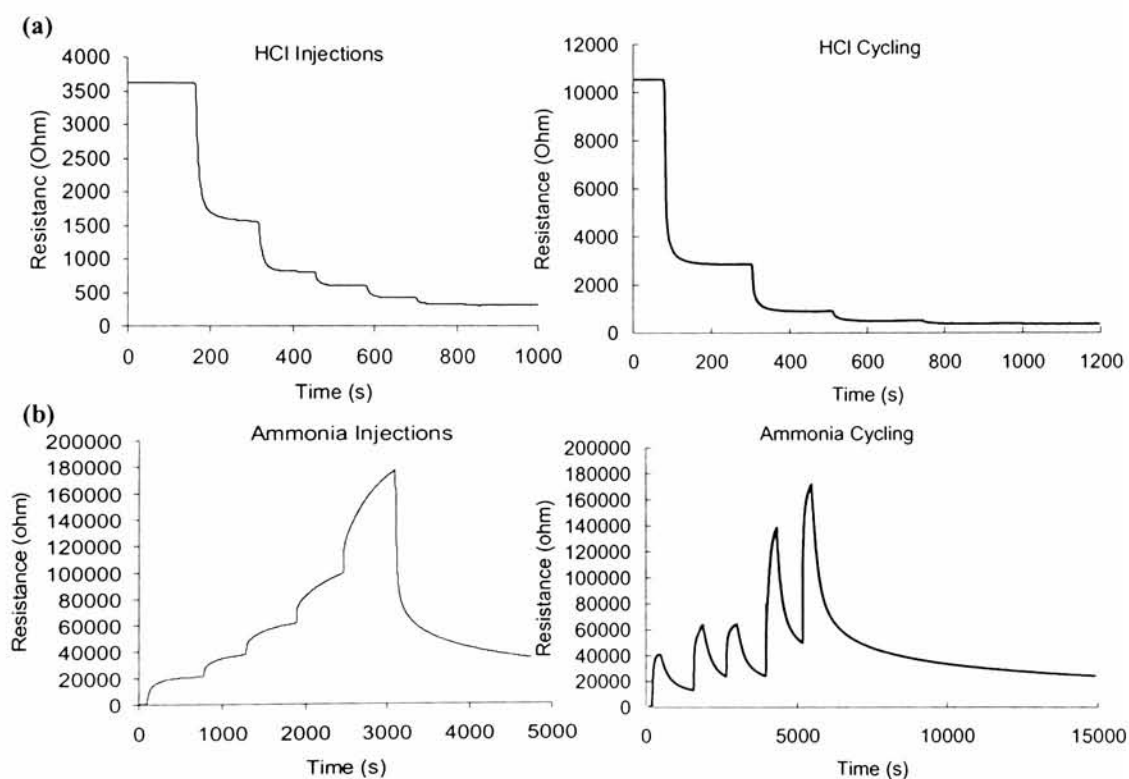 (a)
HCl Injections
4000
3500
3000
2500
2000
1500
1000
500
0
Resistanc (Ohm)
0 200 400 600 800 1000
Time (s)
HCl Cycling
12000
10000
8000
6000
4000
2000
0
Resistance (Ohm)
0 200 400 600 800 1000 1200
Time (s)
(b)
Ammonia Injections
200000
180000
160000
140000
120000
100000
80000
60000
40000
20000
0
Resistance (ohm)
0 1000 2000 3000 4000 5000
Time (s)
Ammonia Cycling
200000
180000
160000
140000
120000
100000
80000
60000
40000
20000
0
Resistance (ohm)
0 5000 10000 15000
Time (s)